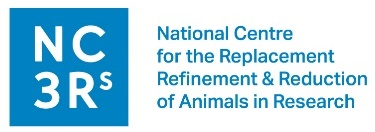 NC
3Rs
National Centre
for the Replacement
Refinement & Reduction
of Animals in Research